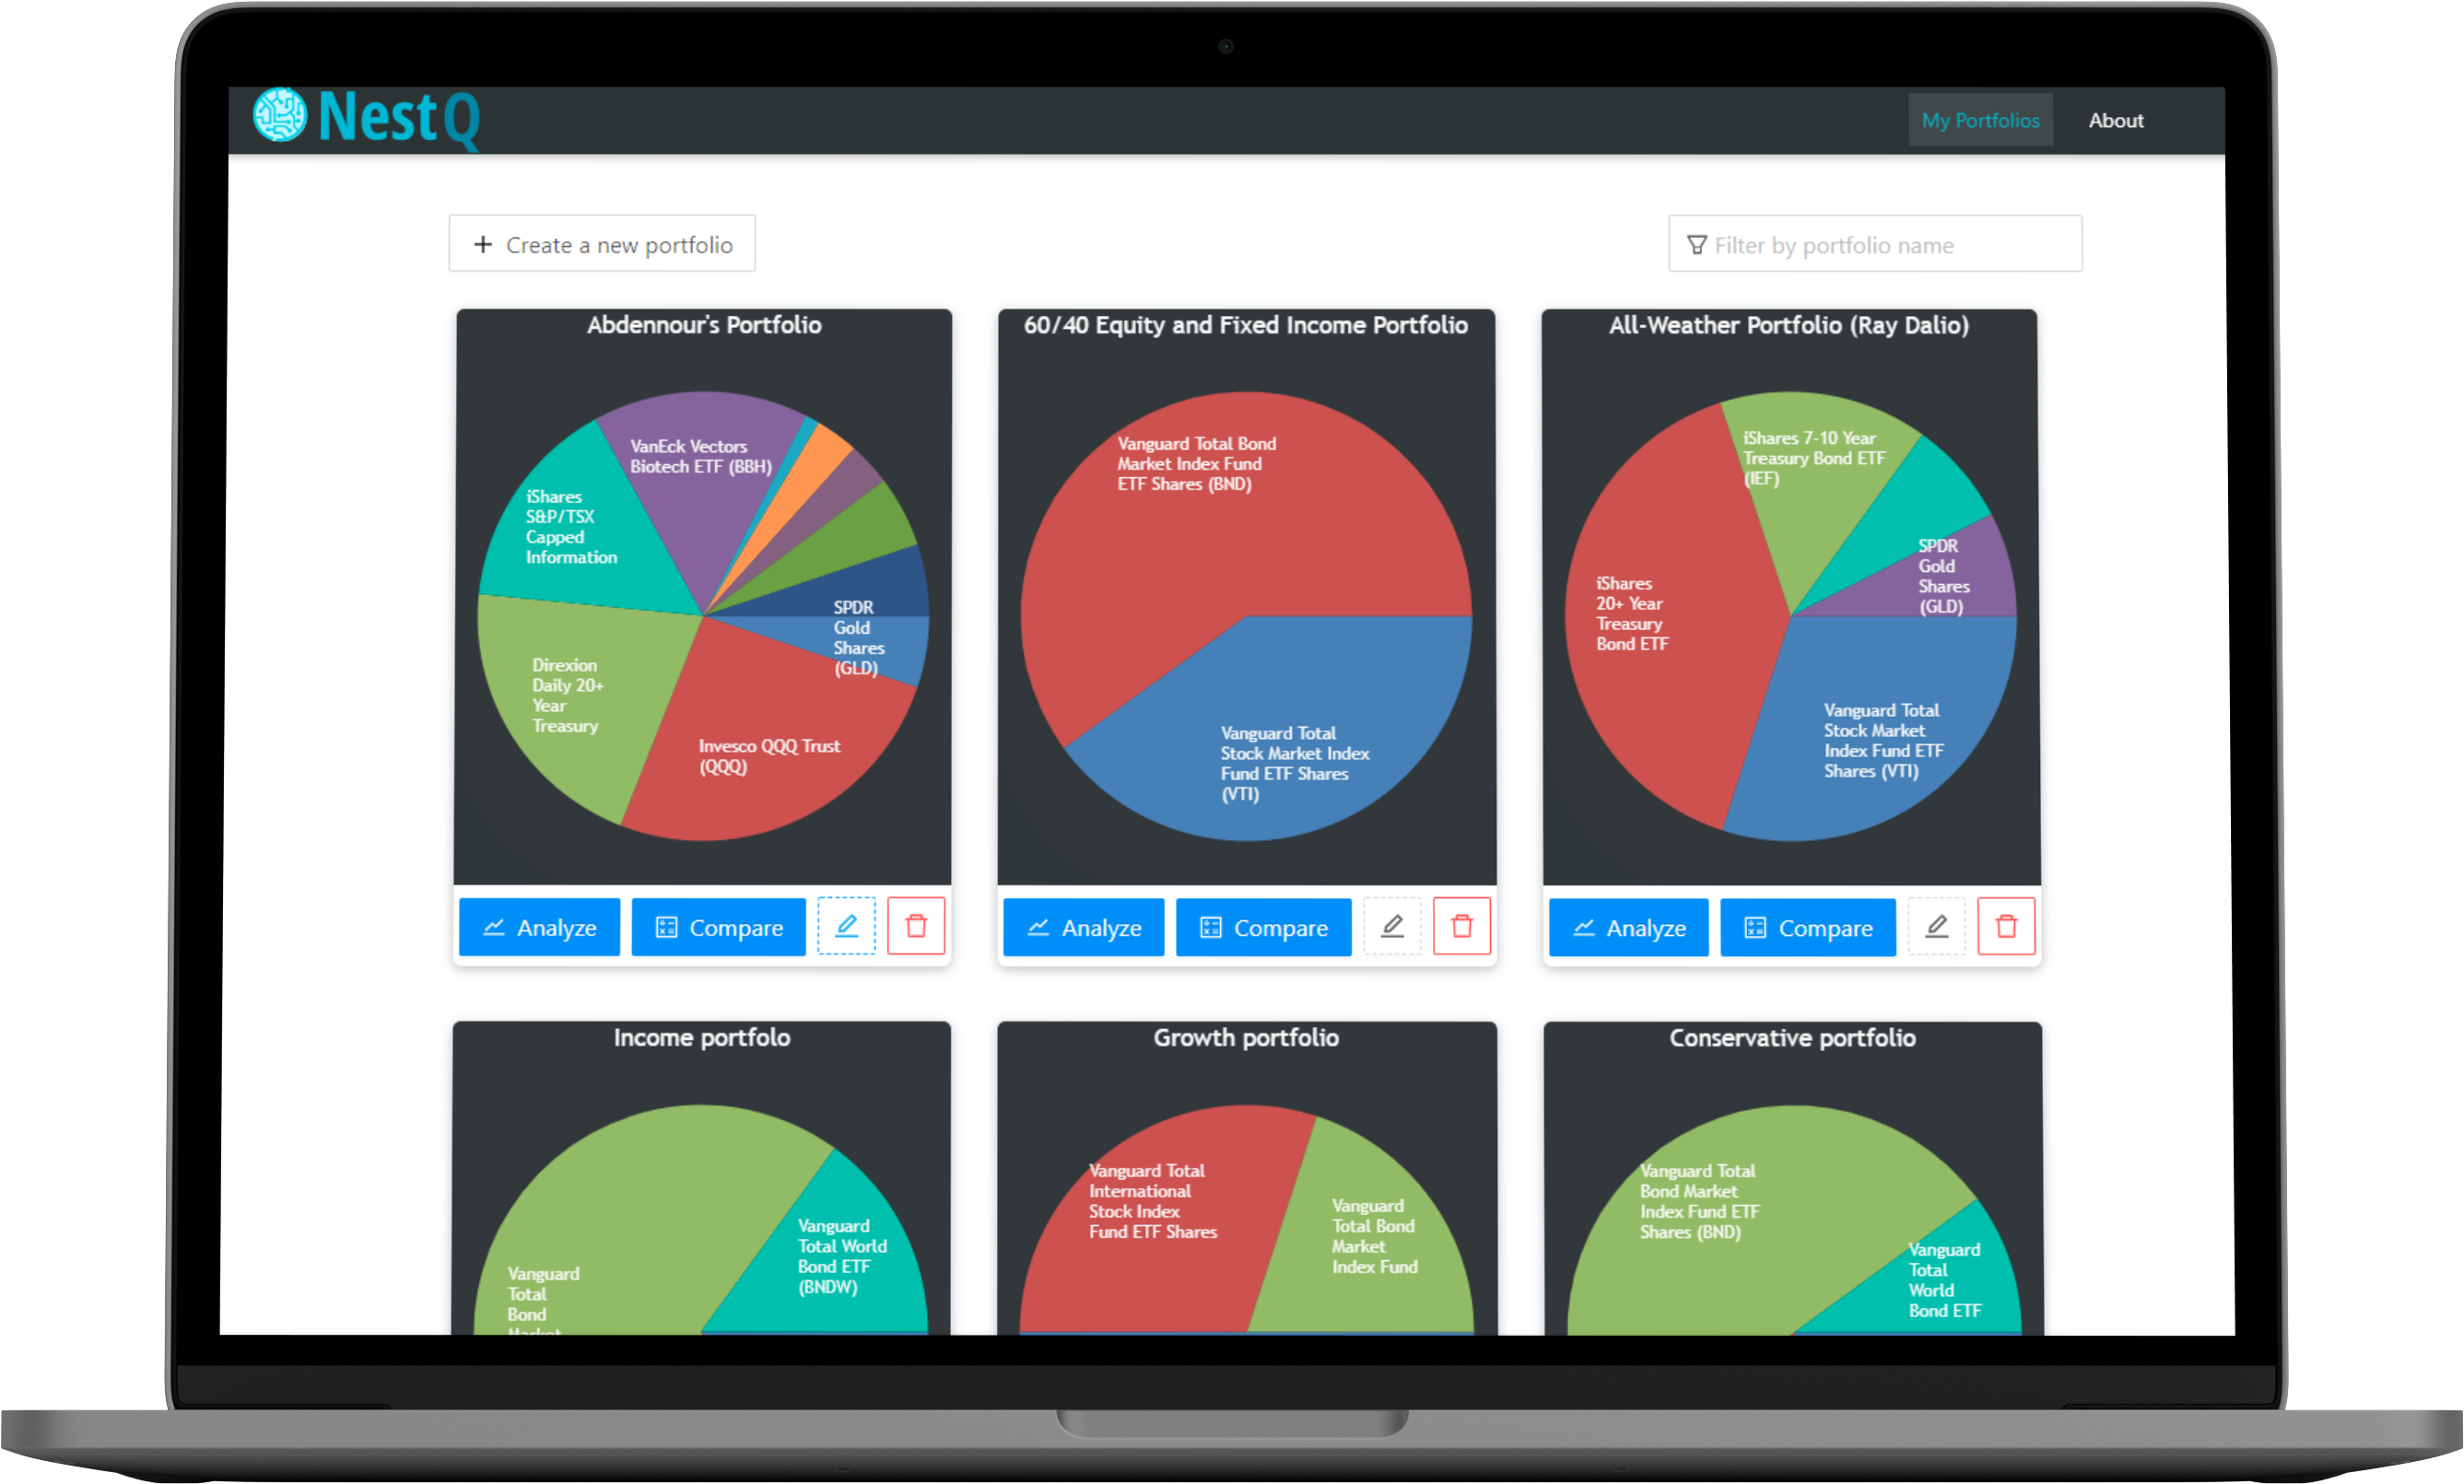 NestQ
My Portfolios
About
Create a new portfolio
Filter by portfolio name
Abdennour's Portfolio
VanEck Vectors
Biotech ETF (BBH)
iShares
S&P/TSX
Capped
Information
SPDR
Gold
Shares
(GLD)
Direxion
Daily 20+
Year
Treasury
Invesco QQQ Trust
(QQQ)
Analyze
Compare
60/40 Equity and Fixed Income Portfolio
Vanguard Total Bond
Market Index Fund
ETF Shares (BND)
Vanguard Total
Stock Market Index
Fund ETF Shares
(VTI)
Analyze
Compare
All-Weather Portfolio (Ray Dalio)
iShares 7-10 Year
Treasury Bond ETF
(IEF)
SPDR
Gold
Shares
(GLD)
iShares
20+ Year
Treasury
Bond ETF
Vanguard Total
Stock Market
Index Fund ETF
Shares (VTI)
Analyze
Compare
Income portfolo
Vanguard
Total World
Bond ETF
(BNDW)
Vanguard
Total
Bond
Market
Growth portfolio
Vanguard Total
International
Stock Index
Fund ETF Shares
Vanguard
Total Bond
Market
Index Fund
Conservative portfolio
Vanguard Total
Bond Market
Index Fund ETF
Shares (BND)
Vanguard
Total
World
Bond ETF